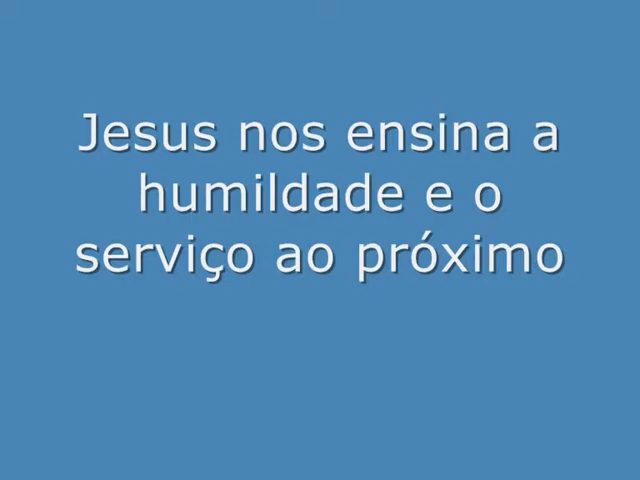 Jesus nos ensina a
humildade e o
serviço ao próximo